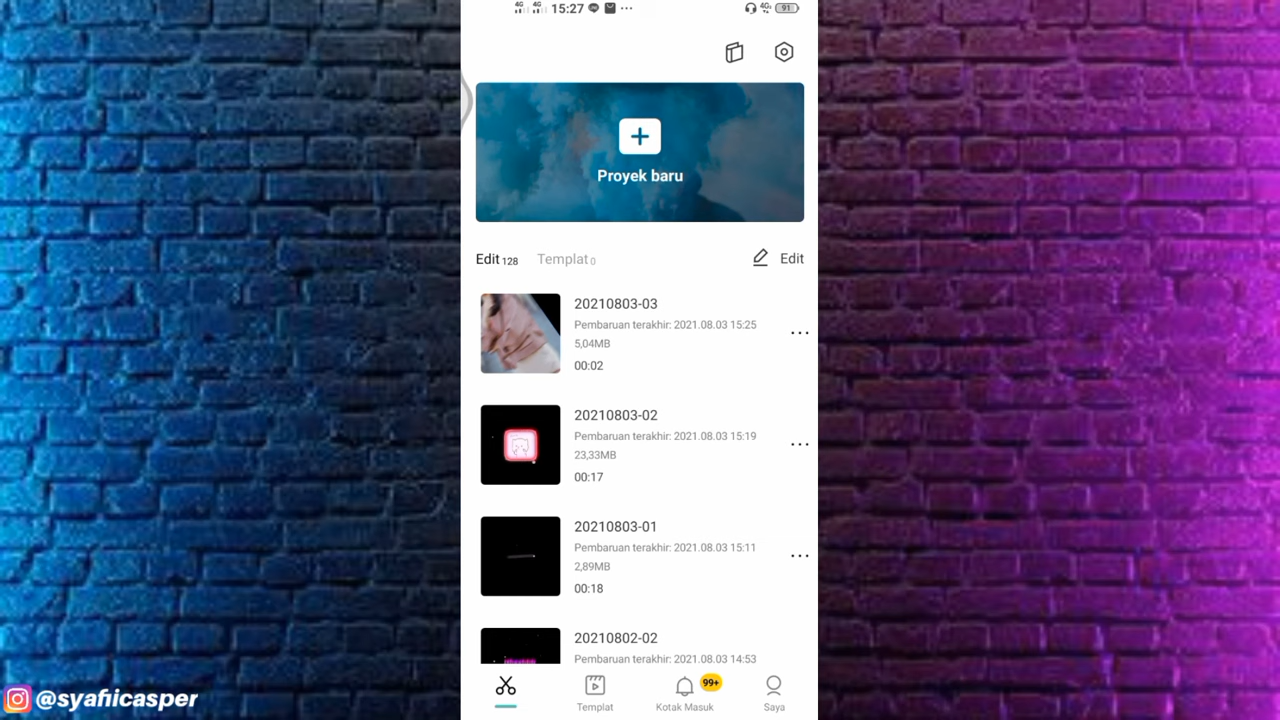 4G 4G 15:27 4G 91
Proyek baru
Edit 128 Templat 0 Edit
20210803-03
Pembaruan terakhir: 2021.08.03 15:25
5,04MB
00:02
20210803-02
Pembaruan terakhir: 2021.08.03 15:19
23,33MB
00:17
20210803-01
Pembaruan terakhir: 2021.08.03 15:11
2,89MB
00:18
20210802-02
Pembaruan terakhir: 2021.08.03 14:53
99+
Templat Kotak Masuk Saya
@syafiicasper